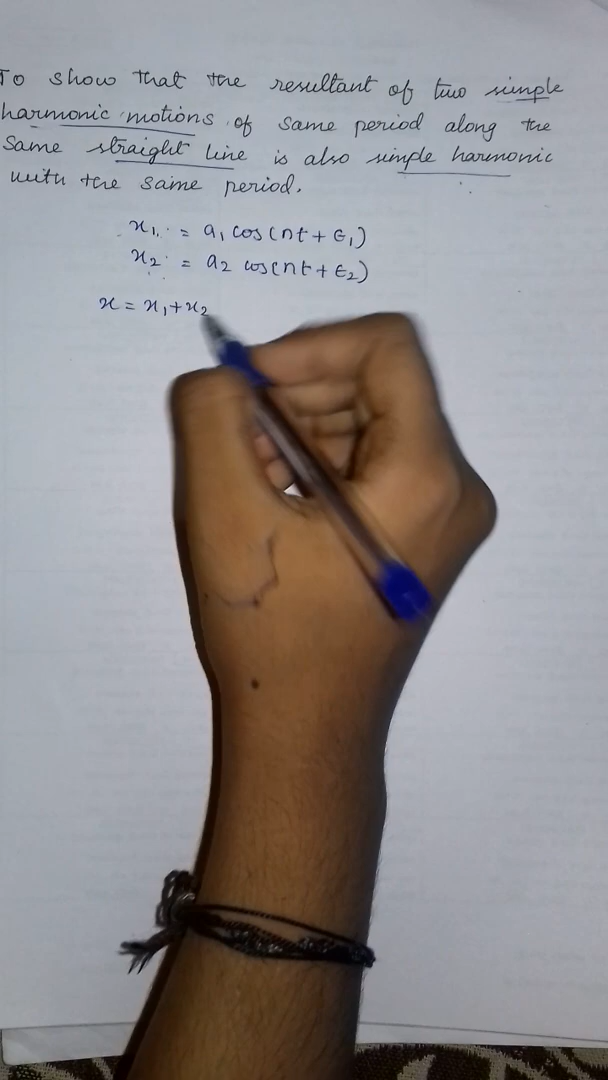 To show that the resultant of two simple
harmonic motions of same period along the
same straight line is also simple harmonic
with the same period.
x₁ = a₁ cos(nt + ϵ₁)
x₂ = a₂ cos(nt + ϵ₂)
x = x₁ + x₂